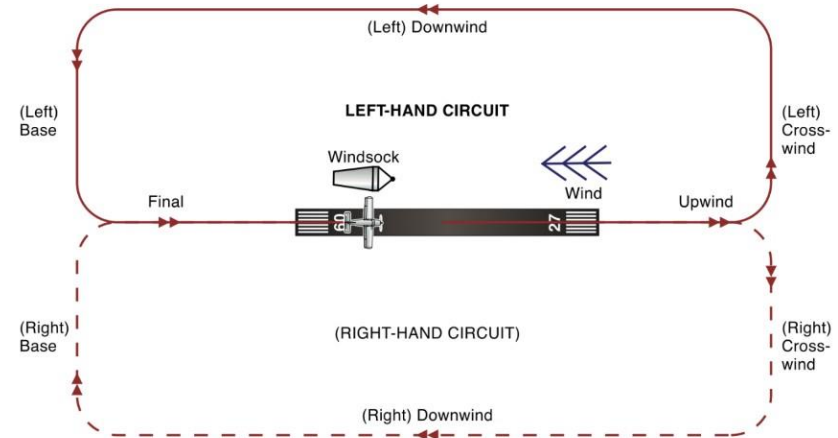 (Left) Downwind
(Left)
Base
LEFT-HAND CIRCUIT
(Left)
Cross-
wind
Windsock
Wind
Final
Upwind
09
27
(Right)
Base
(RIGHT-HAND CIRCUIT)
(Right)
Cross-
wind
(Right) Downwind